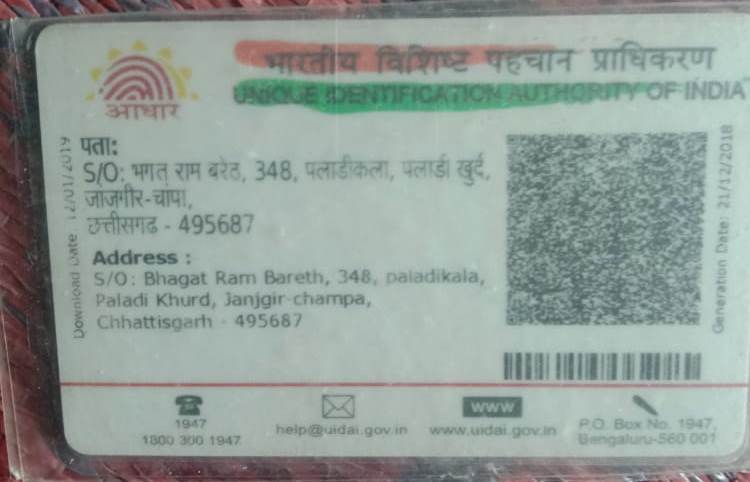 भारतीय विशिष्ट पहचान प्राधिकरण
UNIQUE IDENTIFICATION AUTHORITY OF INDIA
आधार
पता:
S/O: भगत राम बरेठ, 348, पलाडीकला, पलाडी खुर्द,
जाजगीर-चापा,
छत्तीसगढ - 495687
Address :
S/O: Bhagat Ram Bareth, 348, paladikala,
Paladi Khurd, Janjgir-champa,
Chhattisgarh - 495687
Download Date : 12/01/2019
Generation Date: 21/12/2018
1947
1800 300 1947
help@uidai.gov.in
www
www.uidai.gov.in
P.O. Box No. 1947,
Bengaluru-560 001